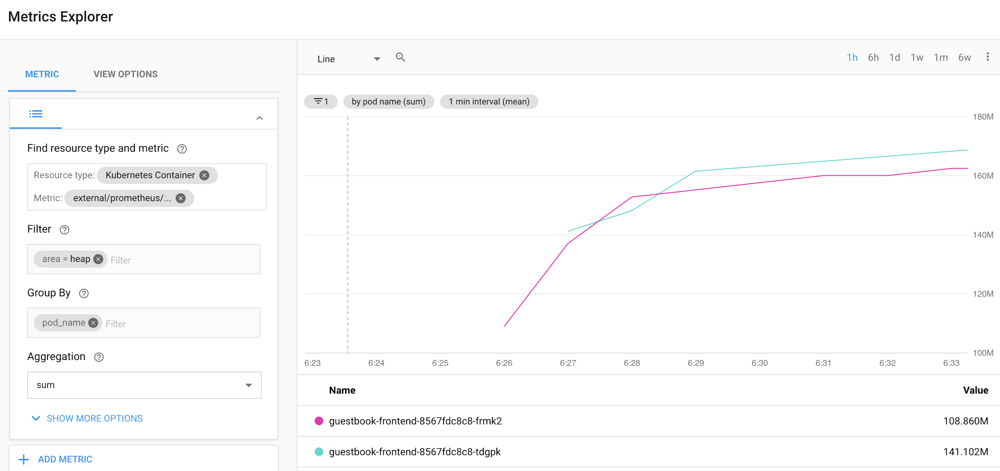 Metrics Explorer
METRIC
VIEW OPTIONS
Find resource type and metric
Resource type: Kubernetes Container
Metric: external/prometheus/...
Filter
area = heap Filter
Group By
pod_name Filter
Aggregation
sum
SHOW MORE OPTIONS
ADD METRIC
Line
1h 6h 1d 1w 1m 6w
1 by pod name (sum) 1 min interval (mean)
180M
160M
140M
120M
100M
6:23 6:24 6:25 6:26 6:27 6:28 6:29 6:30 6:31 6:32 6:33
Name Value
guestbook-frontend-8567fdc8c8-frmk2 108.860M
guestbook-frontend-8567fdc8c8-tdgpk 141.102M